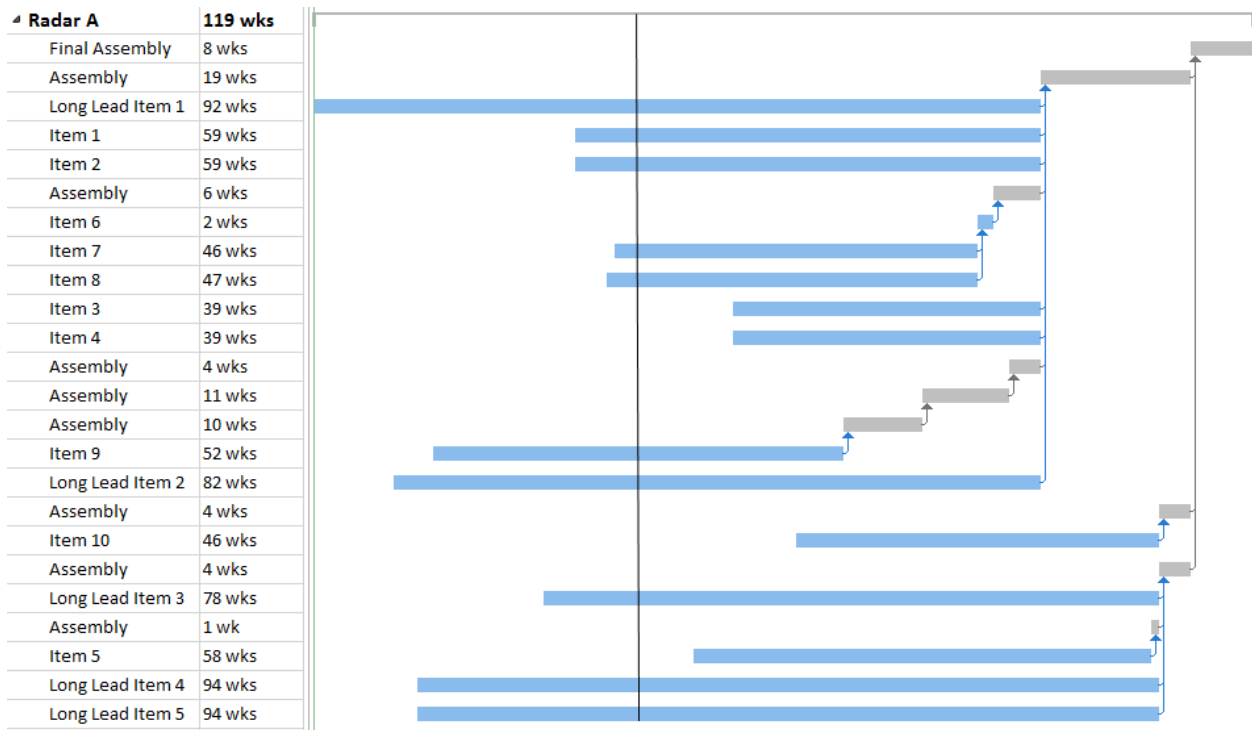 Radar A 119 wks
Final Assembly 8 wks
Assembly 19 wks
Long Lead Item 1 92 wks
Item 1 59 wks
Item 2 59 wks
Assembly 6 wks
Item 6 2 wks
Item 7 46 wks
Item 8 47 wks
Item 3 39 wks
Item 4 39 wks
Assembly 4 wks
Assembly 11 wks
Assembly 10 wks
Item 9 52 wks
Long Lead Item 2 82 wks
Assembly 4 wks
Item 10 46 wks
Assembly 4 wks
Long Lead Item 3 78 wks
Assembly 1 wk
Item 5 58 wks
Long Lead Item 4 94 wks
Long Lead Item 5 94 wks